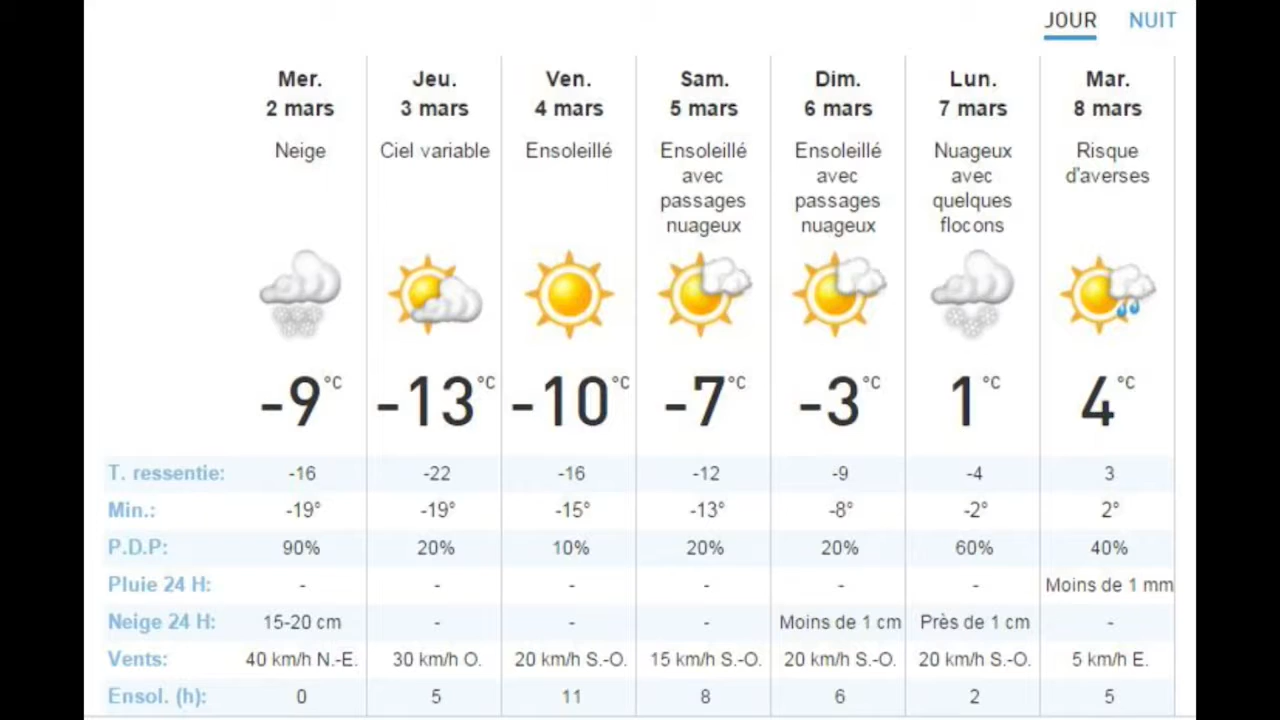 JOUR NUIT
Mer. Jeu. Ven. Sam. Dim. Lun. Mar.
2 mars 3 mars 4 mars 5 mars 6 mars 7 mars 8 mars
Neige Ciel variable Ensoleillé Ensoleillé Ensoleillé Nuageux Risque
avec avec avec d'averses
passages passages quelques
nuageux nuageux flocons
-9°C -13°C -10°C -7°C -3°C 1°C 4°C
T. ressentie: -16 -22 -16 -12 -9 -4 3
Min.: -19° -19° -15° -13° -8° -2° 2°
P.D.P: 90% 20% 10% 20% 20% 60% 40%
Pluie 24 H: - - - - - - Moins de 1 mm
Neige 24 H: 15-20 cm - - - Moins de 1 cm Près de 1 cm -
Vents: 40 km/h N.-E. 30 km/h O. 20 km/h S.-O. 15 km/h S.-O. 20 km/h S.-O. 20 km/h S.-O. 5 km/h E.
Ensol. (h): 0 5 11 8 6 2 5